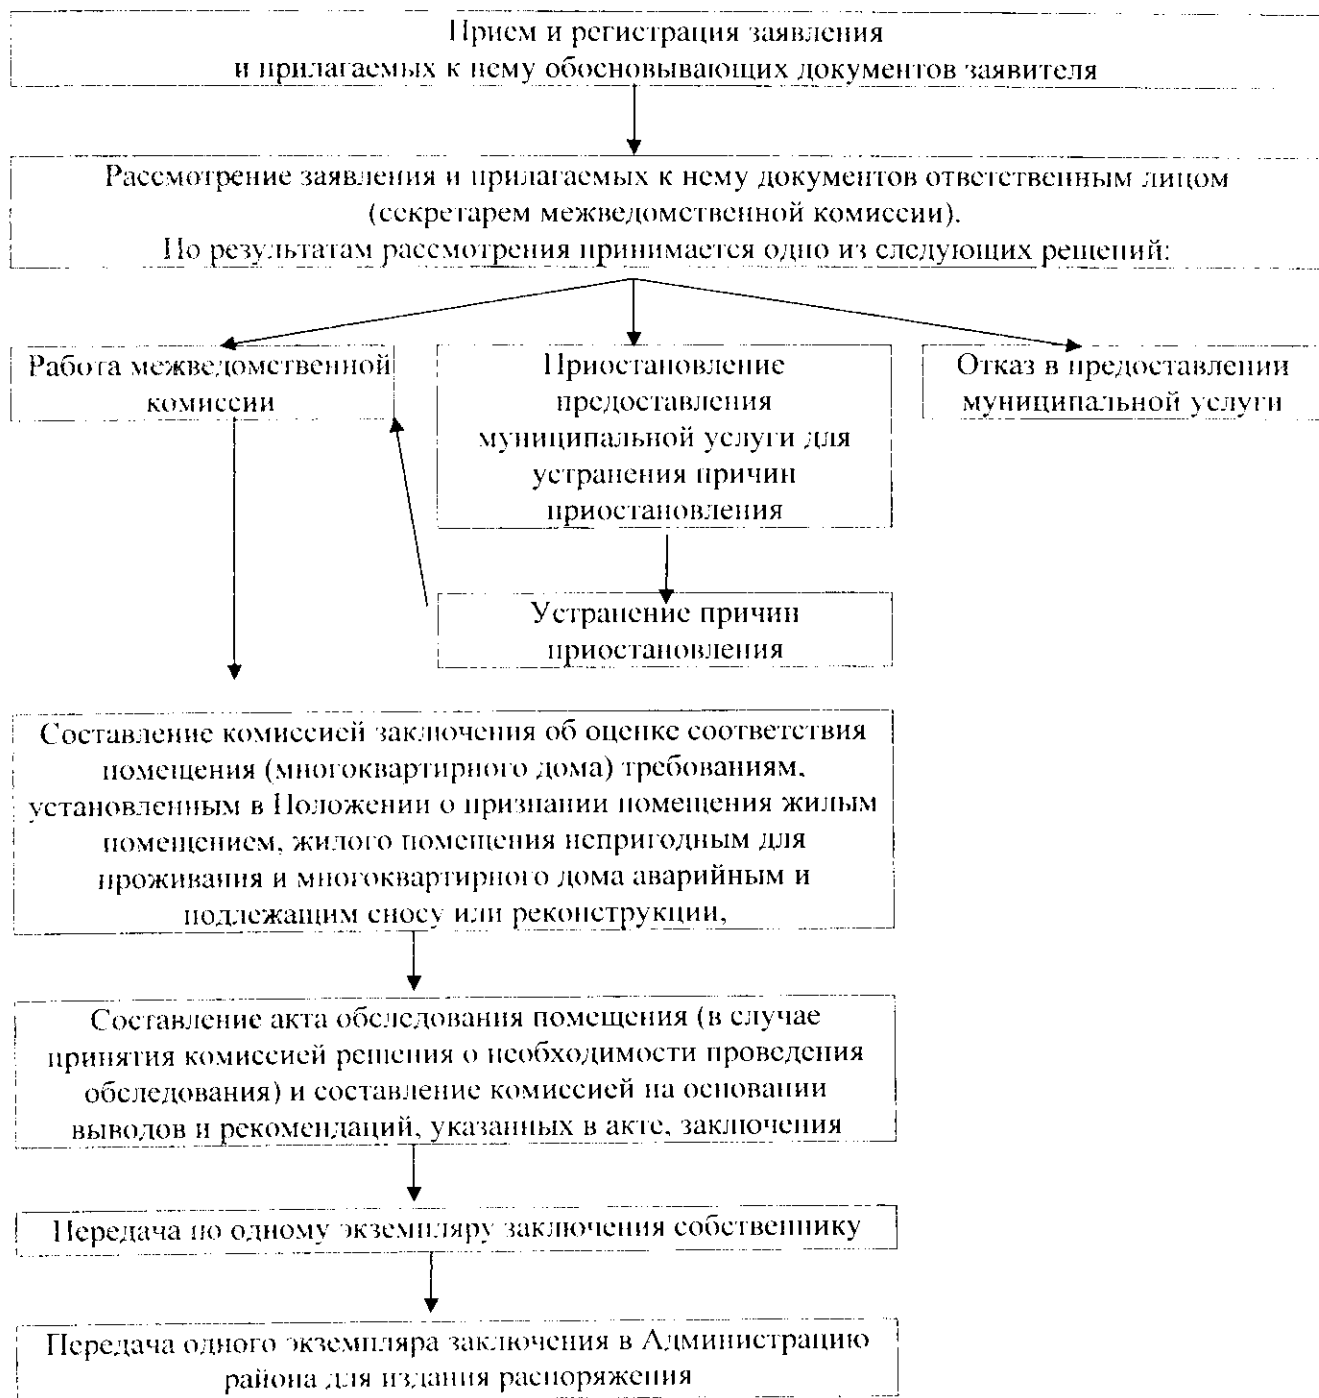 Прием и регистрация заявления
и прилагаемых к нему обосновывающих документов заявителя
Рассмотрение заявления и прилагаемых к нему документов ответственным лицом
(секретарем межведомственной комиссии).
По результатам рассмотрения принимается одно из следующих решений:
Работа межведомственной
комиссии
Приостановление
предоставления
муниципальной услуги для
устранения причин
приостановления
Отказ в предоставлении
муниципальной услуги
Устранение причин
приостановления
Составление комиссией заключения об оценке соответствия
помещения (многоквартирного дома) требованиям,
установленным в Положении о признании помещения жилым
помещением, жилого помещения непригодным для
проживания и многоквартирного дома аварийным и
подлежащим сносу или реконструкции,
Составление акта обследования помещения (в случае
принятия комиссией решения о необходимости проведения
обследования) и составление комиссией на основании
выводов и рекомендаций, указанных в акте, заключения
Передача по одному экземпляру заключения собственнику
Передача одного экземпляра заключения в Администрацию
района для издания распоряжения